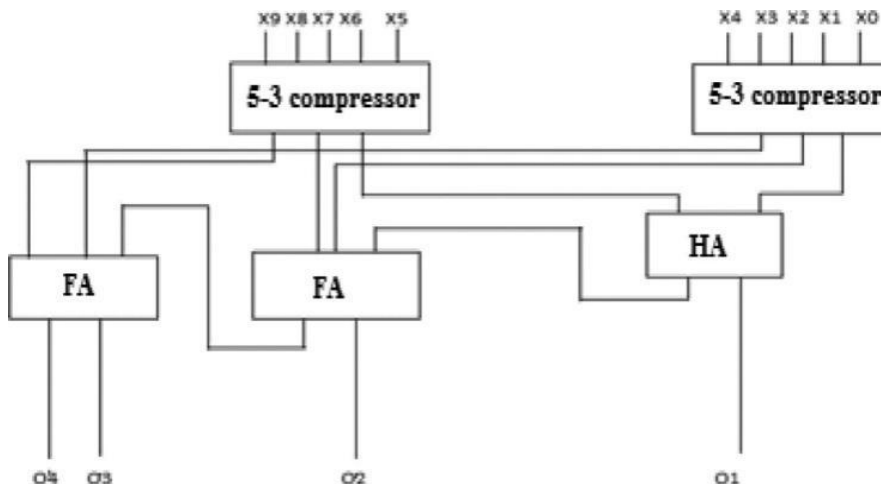 X9 X8 X7 X6 X5
X4 X3 X2 X1 X0
5-3 compressor
5-3 compressor
HA
FA
FA
O4 O3 O2 O1